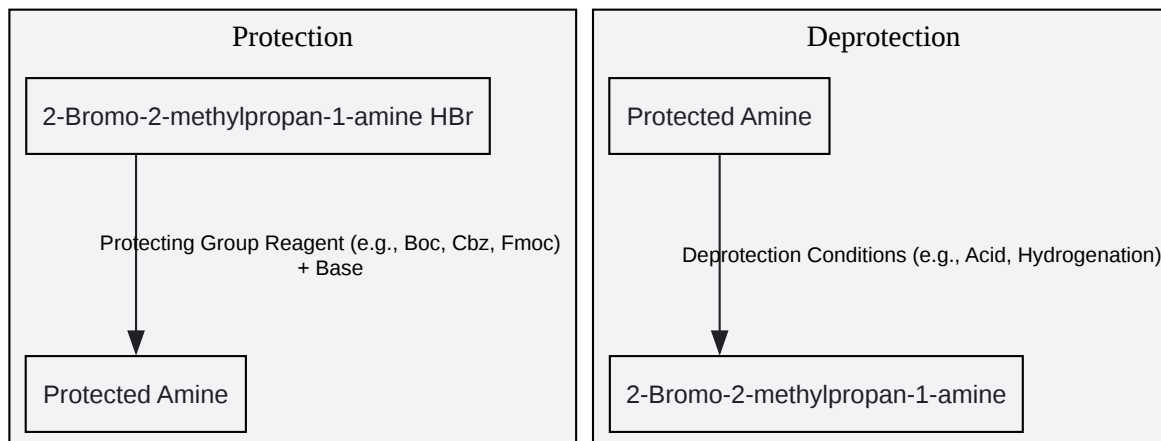 Protection
2-Bromo-2-methylpropan-1-amine HBr
Protecting Group Reagent (e.g., Boc, Cbz, Fmoc)
+ Base
Protected Amine
Deprotection
Protected Amine
Deprotection Conditions (e.g., Acid, Hydrogenation)
2-Bromo-2-methylpropan-1-amine